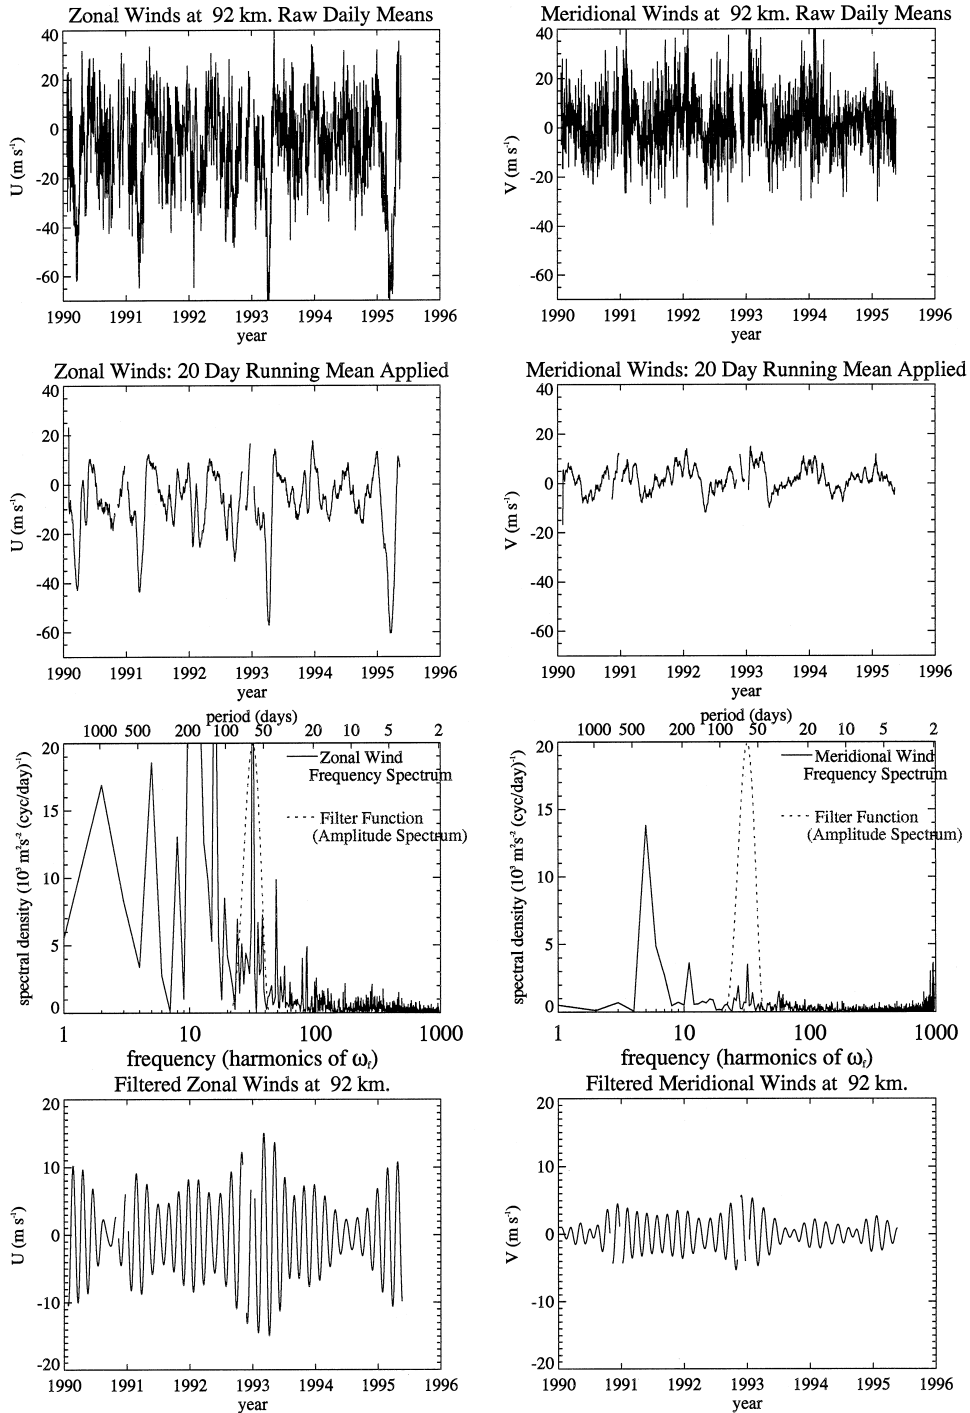 Zonal Winds at 92 km. Raw Daily Means
40
20
0
-20
-40
-60
U (m s⁻¹)
1990 1991 1992 1993 1994 1995 1996
year
Meridional Winds at 92 km. Raw Daily Means
40
20
0
-20
-40
-60
V (m s⁻¹)
1990 1991 1992 1993 1994 1995 1996
year
Zonal Winds: 20 Day Running Mean Applied
40
20
0
-20
-40
-60
U (m s⁻¹)
1990 1991 1992 1993 1994 1995 1996
year
Meridional Winds: 20 Day Running Mean Applied
40
20
0
-20
-40
-60
V (m s⁻¹)
1990 1991 1992 1993 1994 1995 1996
year
period (days)
1000 500 200 100 50 20 10 5 2
20
15
10
5
0
spectral density (10³ m²s⁻² (cyc/day)⁻¹)
Zonal Wind
Frequency Spectrum
Filter Function
(Amplitude Spectrum)
1 10 100 1000
frequency (harmonics of ωf)
period (days)
1000 500 200 100 50 20 10 5 2
20
15
10
5
0
spectral density (10³ m²s⁻² (cyc/day)⁻¹)
Meridional Wind
Frequency Spectrum
Filter Function
(Amplitude Spectrum)
1 10 100 1000
frequency (harmonics of ωf)
Filtered Zonal Winds at 92 km.
20
10
0
-10
-20
U (m s⁻¹)
1990 1991 1992 1993 1994 1995 1996
year
Filtered Meridional Winds at 92 km.
20
10
0
-10
-20
V (m s⁻¹)
1990 1991 1992 1993 1994 1995 1996
year